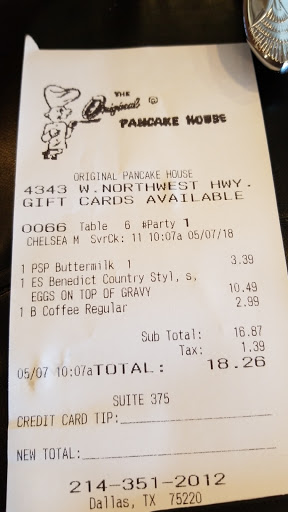 THE
Original
PANCAKE HOUSE
ORIGINAL PANCAKE HOUSE
4343 W.NORTHWEST HWY.
GIFT CARDS AVAILABLE
0066 Table 6 #Party 1
CHELSEA M SvrCk: 11 10:07a 05/07/18
1 PSP Buttermilk 1 3.39
1 ES Benedict Country Styl, s,
EGGS ON TOP OF GRAVY 10.49
1 B Coffee Regular 2.99
Sub Total: 16.87
Tax: 1.39
05/07 10:07a TOTAL: 18.26
SUITE 375
CREDIT CARD TIP:
NEW TOTAL:
214-351-2012
Dallas, TX 75220